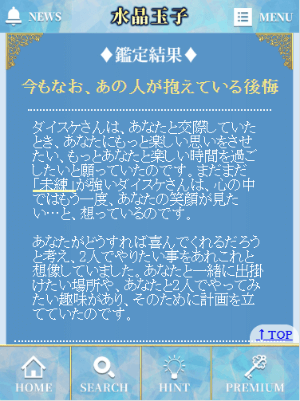 NEWS
水晶玉子
MENU
♦鑑定結果♦
今もなお、あの人が抱えている後悔
ダイスケさんは、あなたと交際していた
とき、あなたにもっと楽しい思いをさせ
たい、もっとあなたと楽しい時間を過ご
したいと願っていたのです。まだまだ
「未練」が強いダイスケさんは、心の中
ではもう一度、あなたの笑顔が見た
い…と、想っているのです。
あなたがどうすれば喜んでくれるだろう
と考え、2人でやりたい事をあれこれと
想像していました。あなたと一緒に出掛
けたい場所や、あなたと2人でやってみ
たい趣味があり、そのために計画を立
てていたのです。
↑TOP
HOME
SEARCH
HINT
PREMIUM